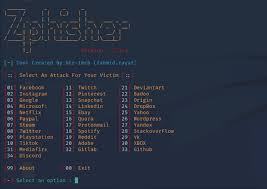 Zphisher
[-] Tool Created by htr-tech (tahmid.rayat)
[::] Select An Attack For Your Victim [::]
[01] Facebook [11] Twitch [21] DeviantArt
[02] Instagram [12] Pinterest [22] Badoo
[03] Google [13] Snapchat [23] Origin
[04] Microsoft [14] Linkedin [24] DropBox
[05] Netflix [15] Ebay [25] Yahoo
[06] Paypal [16] Quora [26] Wordpress
[07] Steam [17] Protonmail [27] Yandex
[08] Twitter [18] Spotify [28] StackoverFlow
[09] Playstation [19] Reddit [29] Vk
[10] Tiktok [20] Adobe [30] XBOX
[31] Mediafire [32] Gitlab [33] Github
[34] Discord
[99] About [00] Exit
[-] Select an option :